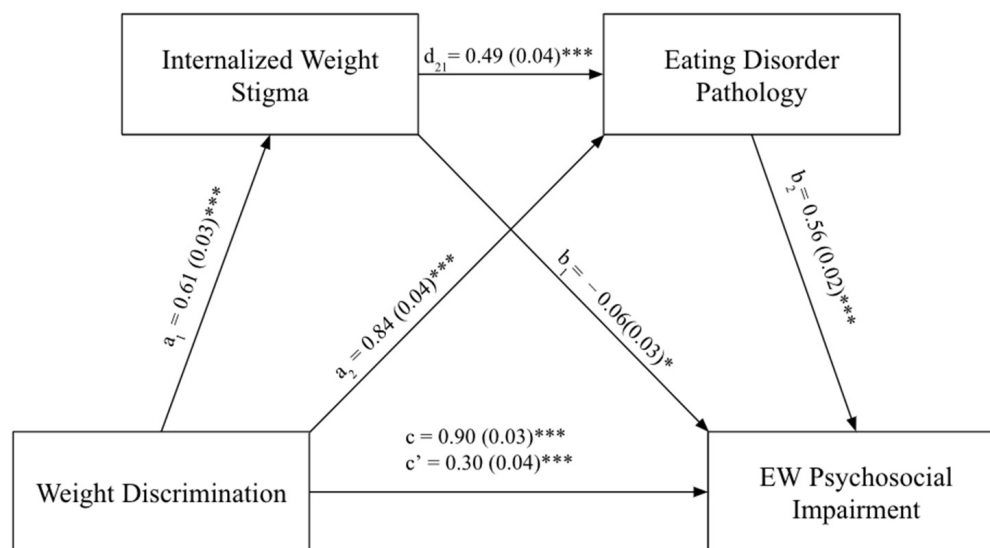 Internalized Weight
Stigma
d21 = 0.49 (0.04)***
Eating Disorder
Pathology
a1 = 0.61 (0.03)***
a2 = 0.84 (0.04)***
b1 = − 0.06(0.03)*
b2 = 0.56 (0.02)***
c = 0.90 (0.03)***
c’ = 0.30 (0.04)***
Weight Discrimination
EW Psychosocial
Impairment